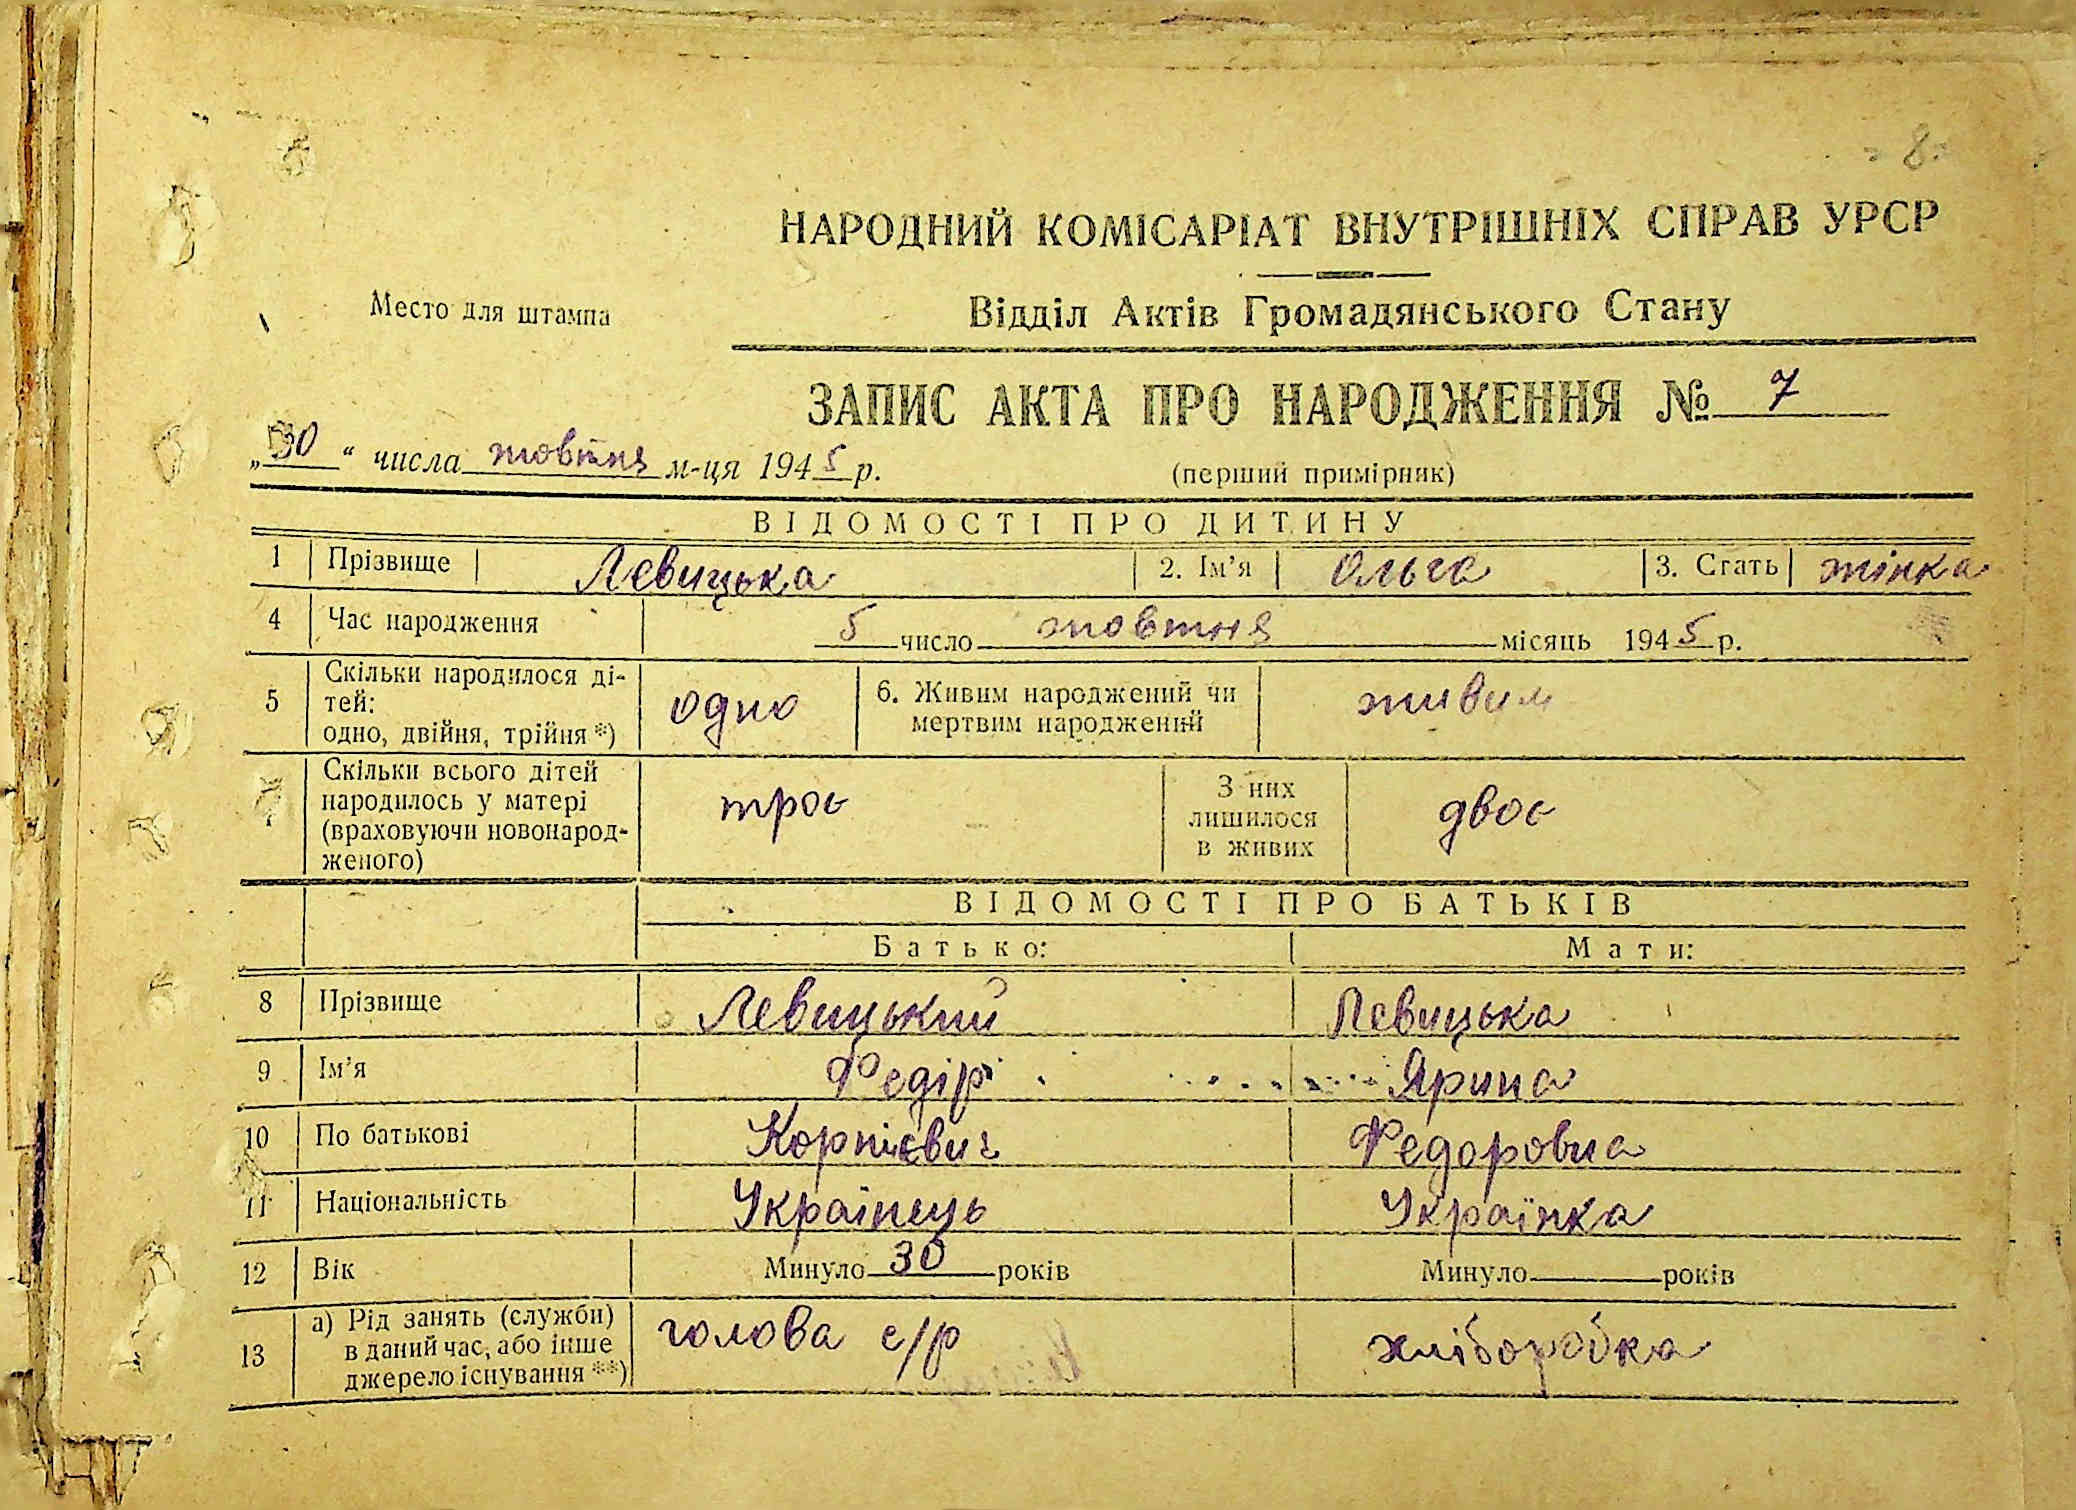 8
НАРОДНИЙ КОМІСАРІАТ ВНУТРІШНІХ СПРАВ УРСР
Место для штампа
Відділ Актів Громадянського Стану
ЗАПИС АКТА ПРО НАРОДЖЕННЯ № 7
„30“ числа жовтня м-ця 1945 р.
(перший примірник)
ВІДОМОСТІ ПРО ДИТИНУ
1 Прізвище Левицька 2. Ім’я Ольга 3. Стать жінка
4 Час народження 5 число жовтня місяць 1945 р.
5 Скільки народилося ді-
тей:
одно, двійня, трійня *) одно 6. Живим народжений чи
мертвим народжений живим
Скільки всього дітей
народилось у матері
(враховуючи новонарод-
женого) троє З них
лишилося
в живих двоє
ВІДОМОСТІ ПРО БАТЬКІВ
Батько: Мати:
8 Прізвище Левицький Левицька
9 Ім’я Федір Ярина
10 По батькові Корнієвич Федоровна
11 Національність Українець Українка
12 Вік Минуло 30 років Минуло років
13 а) Рід занять (служби)
в даний час, або інше
джерело існування **) голова с/р хліборобка